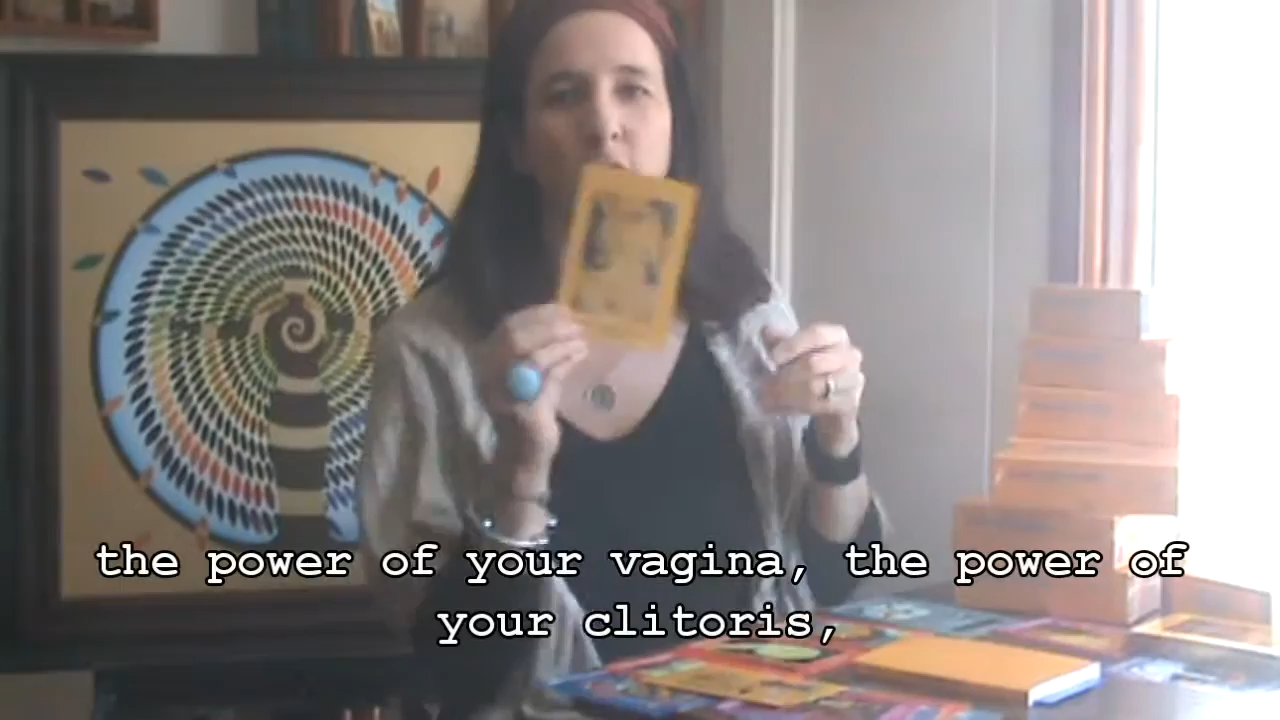 the power of your vagina, the power of
your clitoris,